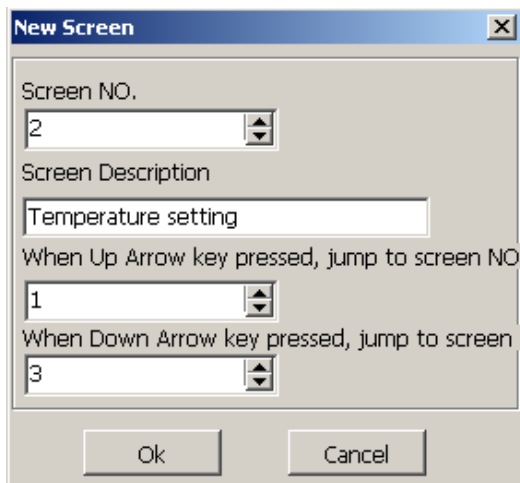 New Screen
Screen NO.
2
Screen Description
Temperature setting
When Up Arrow key pressed, jump to screen NO
1
When Down Arrow key pressed, jump to screen
3
Ok Cancel